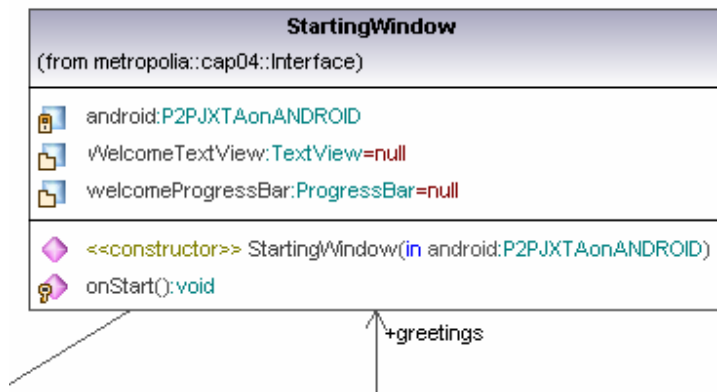 StartingWindow
(from metropolia::cap04::Interface)
android:P2PJXTAonANDROID
WelcomeTextView:TextView=null
welcomeProgressBar:ProgressBar=null
<<constructor>> StartingWindow(in android:P2PJXTAonANDROID)
onStart():void
+greetings